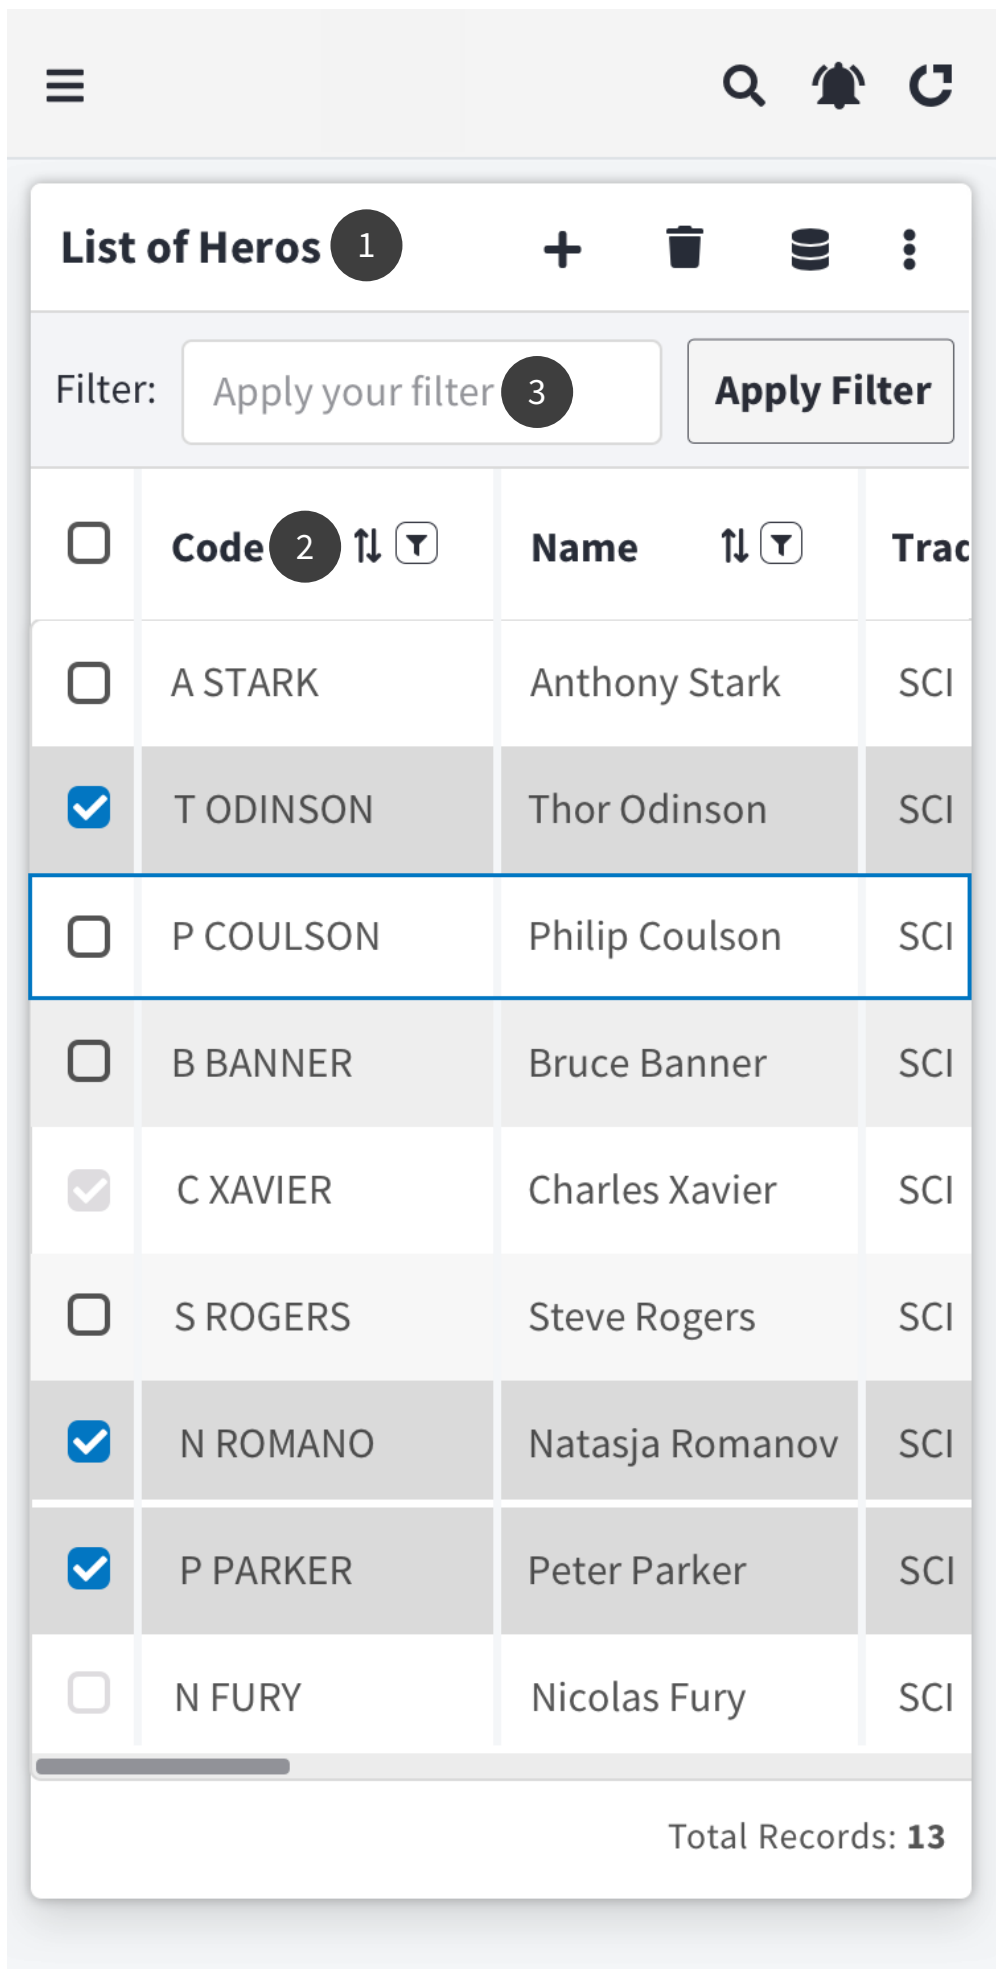 List of Heros 1
Filter: Apply your filter 3 Apply Filter
Code 2 Name Trad
A STARK Anthony Stark SCI
T ODINSON Thor Odinson SCI
P COULSON Philip Coulson SCI
B BANNER Bruce Banner SCI
C XAVIER Charles Xavier SCI
S ROGERS Steve Rogers SCI
N ROMANO Natasja Romanov SCI
P PARKER Peter Parker SCI
N FURY Nicolas Fury SCI
Total Records: 13